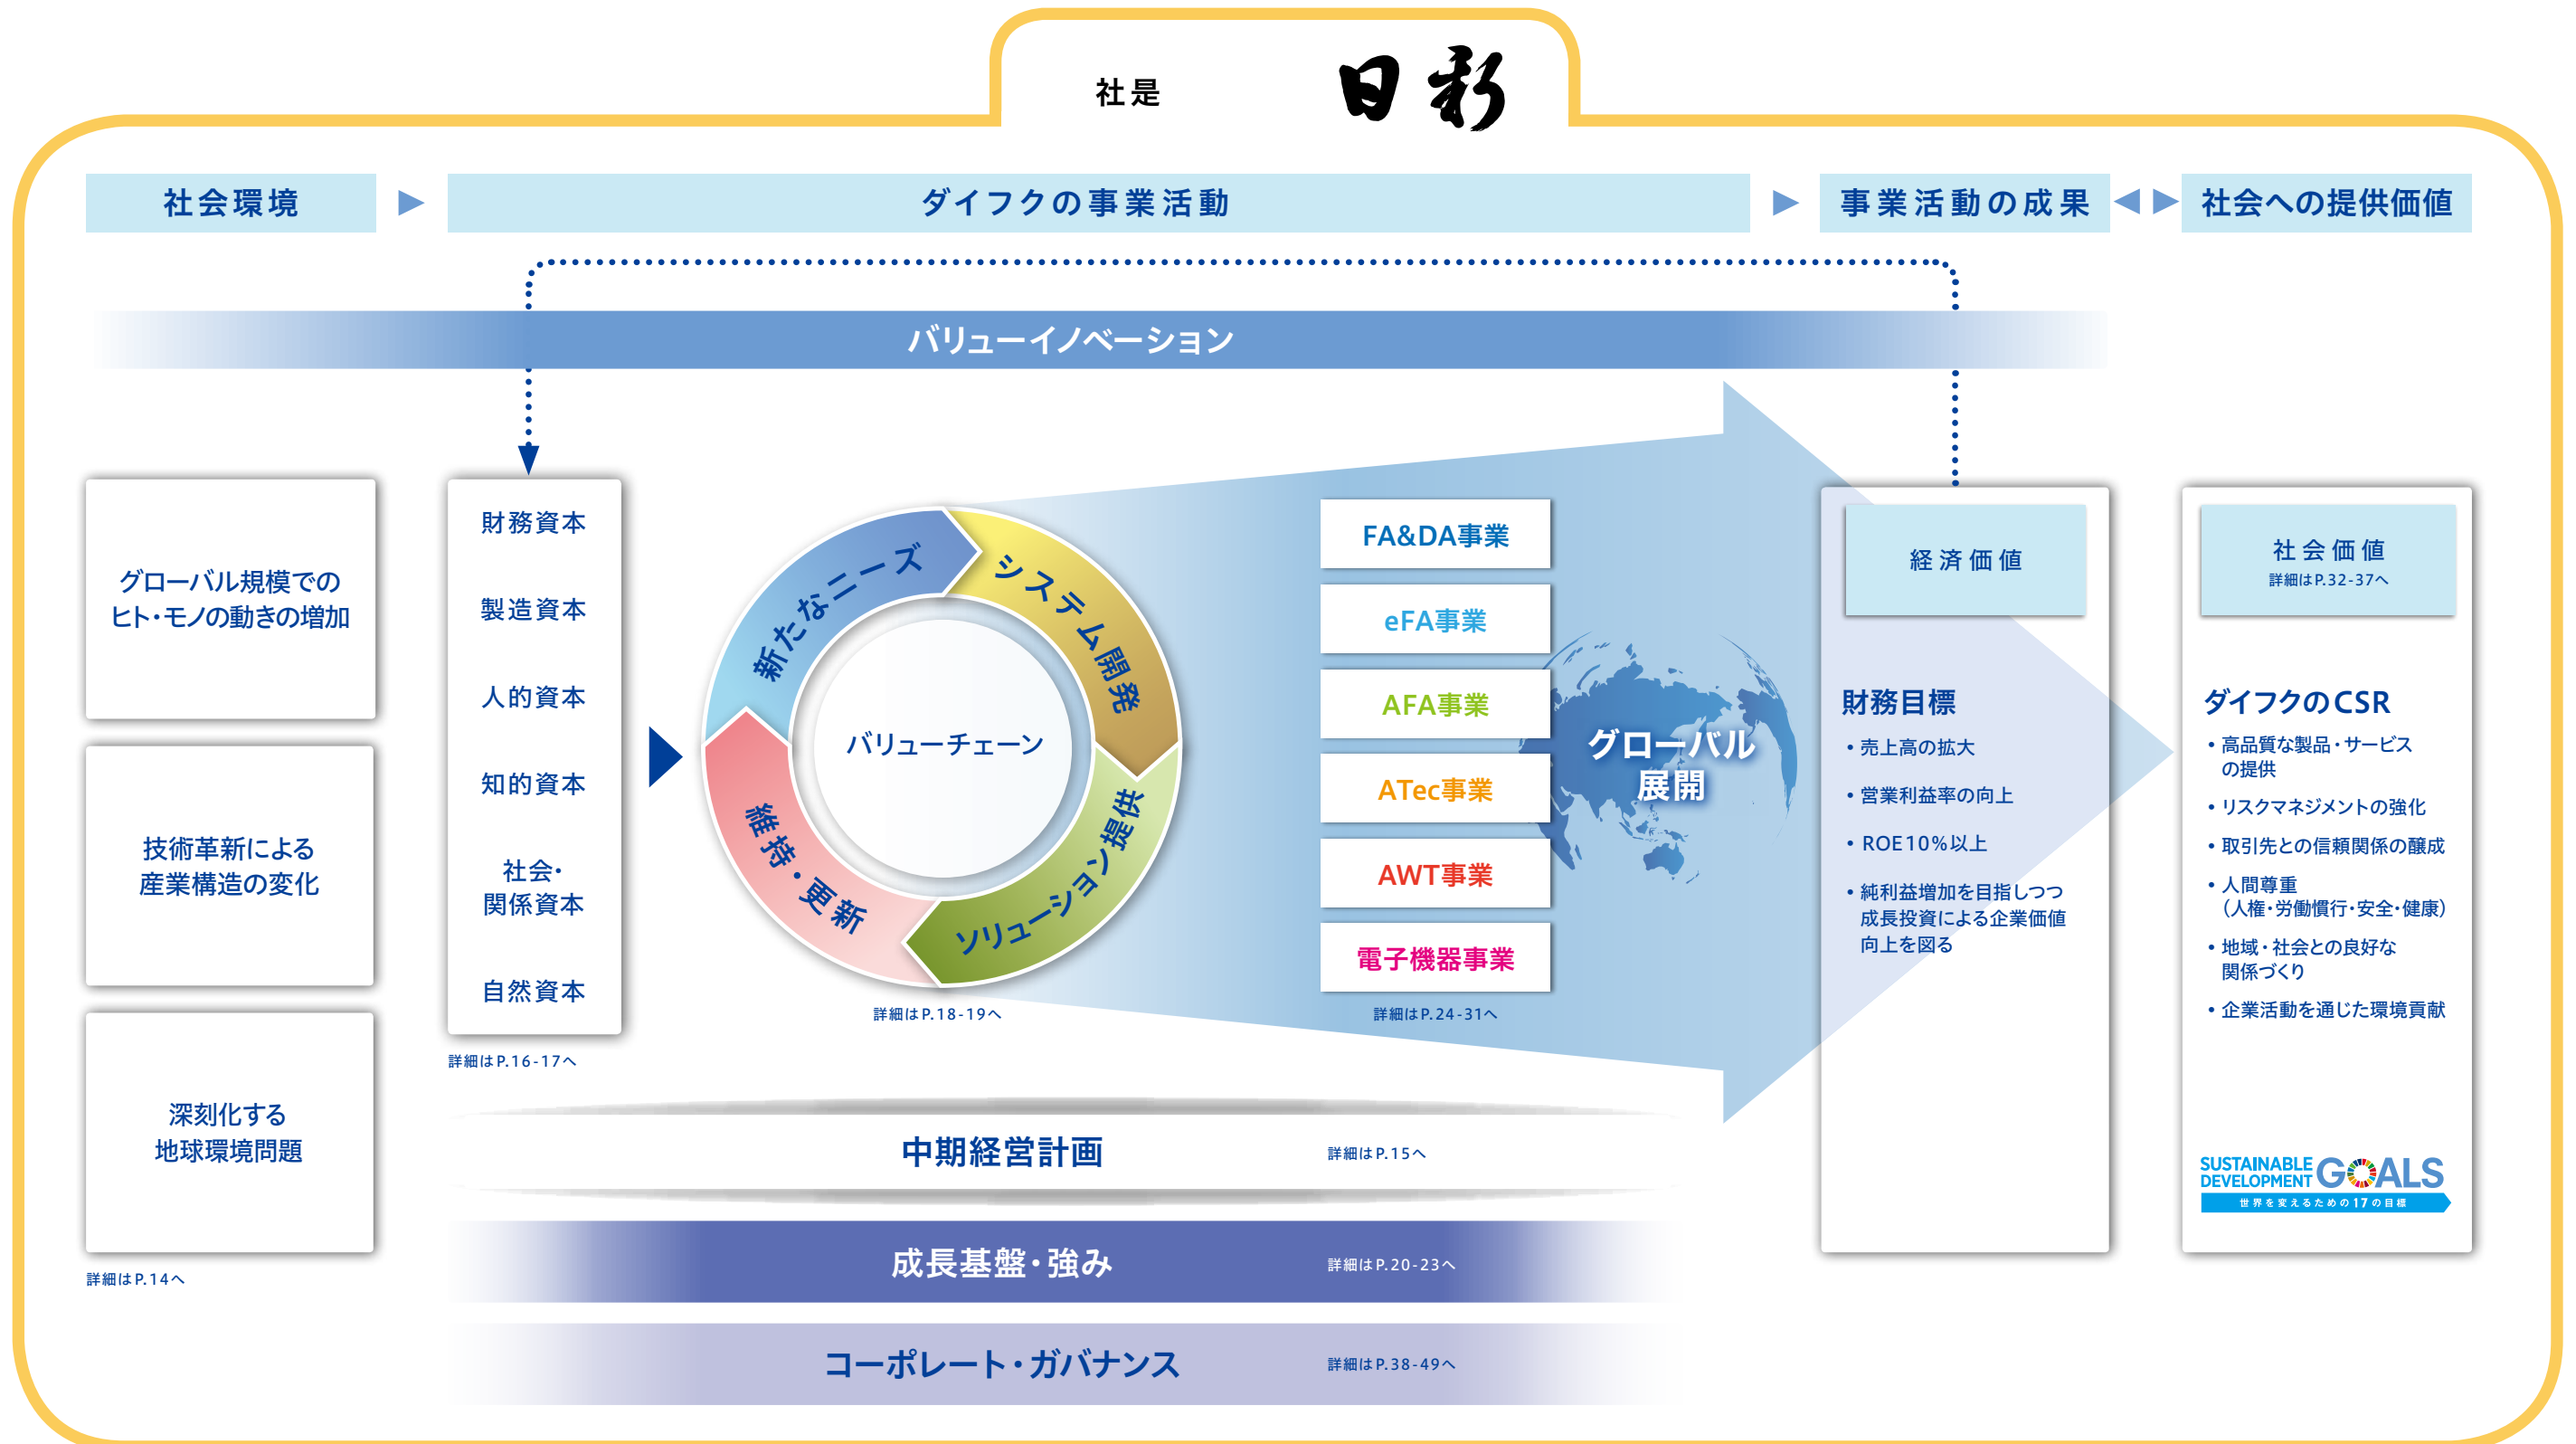 社是
日新
社会環境
ダイフクの事業活動
事業活動の成果
社会への提供価値
バリューイノベーション
グローバル規模での
ヒト・モノの動きの増加
技術革新による
産業構造の変化
深刻化する
地球環境問題
詳細はP.14へ
財務資本
製造資本
人的資本
知的資本
社会・
関係資本
自然資本
詳細はP.16-17へ
新たなニーズ
システム開発
ソリューション提供
維持・更新
バリューチェーン
詳細はP.18-19へ
FA&DA事業
eFA事業
AFA事業
ATec事業
AWT事業
電子機器事業
詳細はP.24-31へ
グローバル
展開
中期経営計画
詳細はP.15へ
成長基盤・強み
詳細はP.20-23へ
コーポレート・ガバナンス
詳細はP.38-49へ
経済価値
財務目標
・売上高の拡大
・営業利益率の向上
・ROE10%以上
・純利益増加を目指しつつ
成長投資による企業価値
向上を図る
社会価値
詳細はP.32-37へ
ダイフクのCSR
・高品質な製品・サービス
の提供
・リスクマネジメントの強化
・取引先との信頼関係の醸成
・人間尊重
（人権・労働慣行・安全・健康）
・地域・社会との良好な
関係づくり
・企業活動を通じた環境貢献
SUSTAINABLE
DEVELOPMENT
GOALS
世界を変えるための17の目標